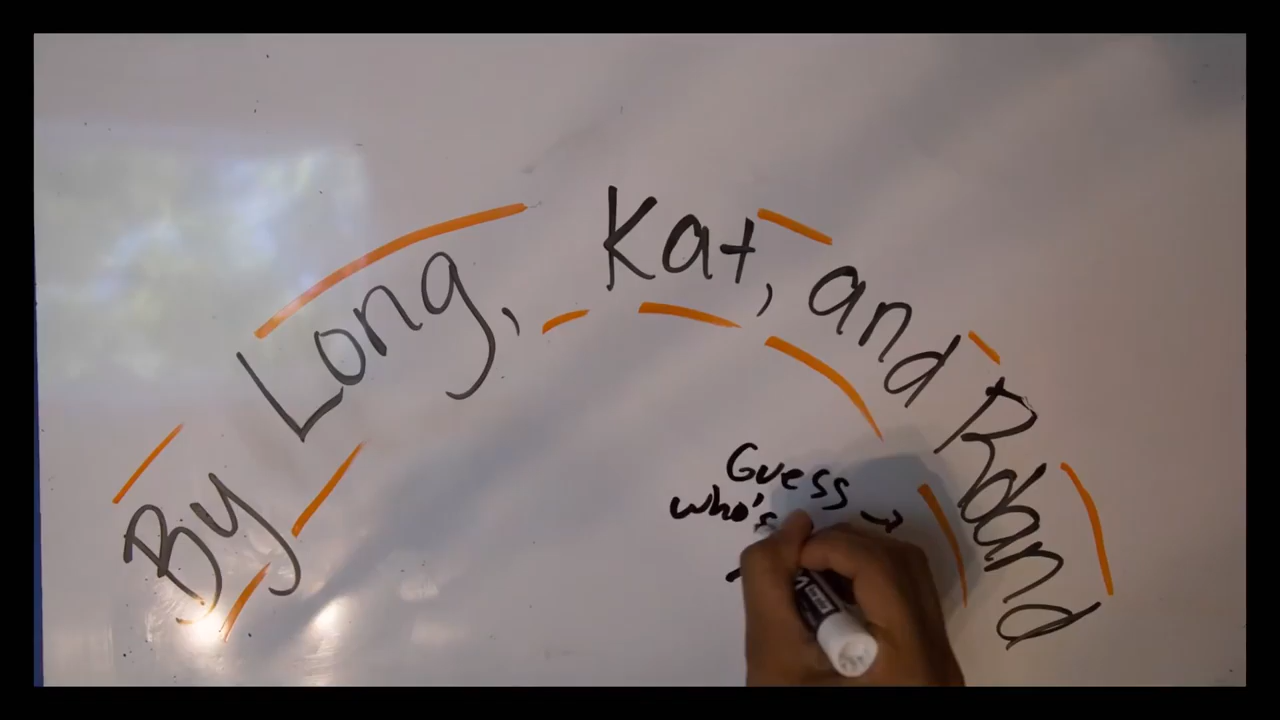 By Long, Kat, and Roland
Guess →
who's